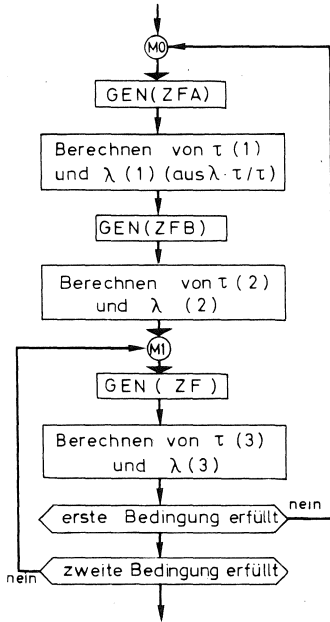 M0
GEN(ZFA)
Berechnen von τ (1)
und λ (1) (aus λ·τ/τ)
GEN(ZFB)
Berechnen von τ (2)
und λ (2)
M1
GEN ( ZF )
Berechnen von τ (3)
und λ (3)
erste Bedingung erfüllt
nein
zweite Bedingung erfüllt
nein